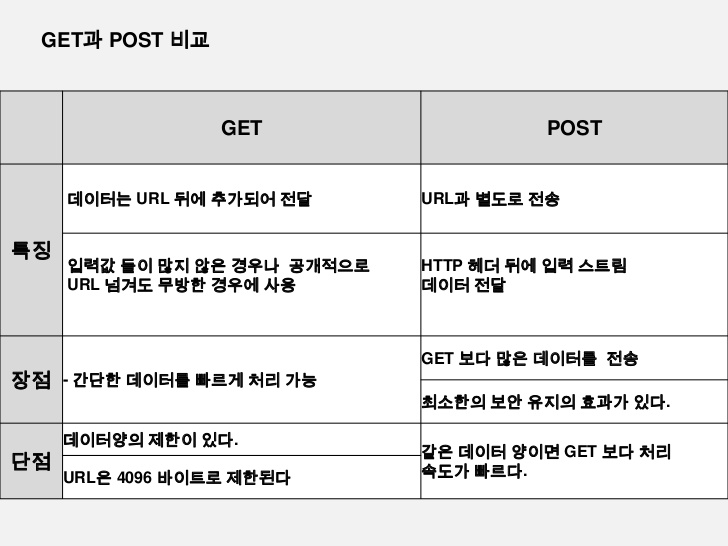 GET과 POST 비교
GET
POST
특징
데이터는 URL 뒤에 추가되어 전달
URL과 별도로 전송
입력값 들이 많지 않은 경우나 공개적으로
URL 넘겨도 무방한 경우에 사용
HTTP 헤더 뒤에 입력 스트림
데이터 전달
장점
- 간단한 데이터를 빠르게 처리 가능
GET 보다 많은 데이터를 전송
최소한의 보안 유지의 효과가 있다.
단점
데이터양의 제한이 있다.
URL은 4096 바이트로 제한된다
같은 데이터 양이면 GET 보다 처리
속도가 빠르다.